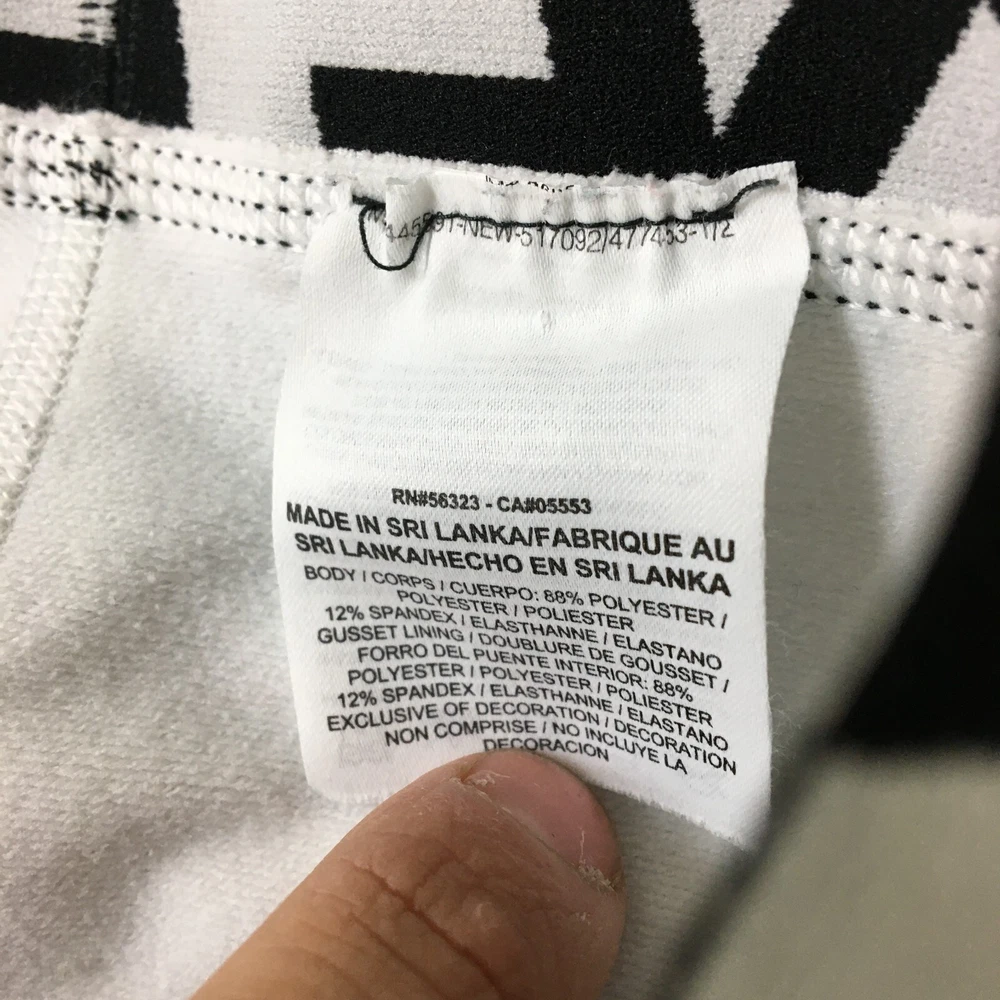 RN#56323 - CA#05553
MADE IN SRI LANKA/FABRIQUE AU
SRI LANKA/HECHO EN SRI LANKA
BODY / CORPS / CUERPO: 88% POLYESTER /
POLYESTER / POLIESTER
12% SPANDEX / ELASTHANNE / ELASTANO
GUSSET LINING / DOUBLURE DE GOUSSET /
FORRO DEL PUENTE INTERIOR: 88%
POLYESTER / POLYESTER / POLIESTER
12% SPANDEX / ELASTHANNE / ELASTANO
EXCLUSIVE OF DECORATION / DECORATION
NON COMPRISE / NO INCLUYE LA
DECORACION